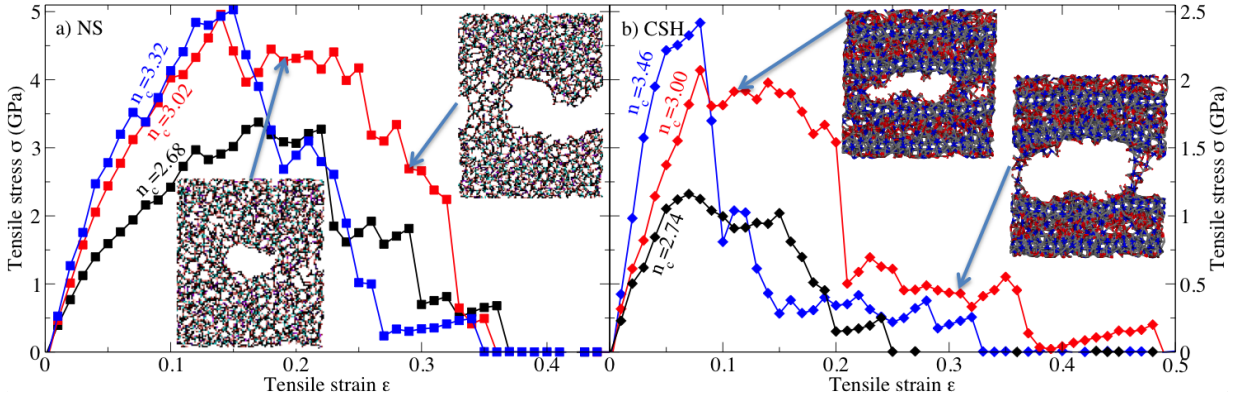 a) NS
n_c=3.32
n_c=3.02
n_c=2.68
5
4
3
2
1
0
Tensile stress σ (GPa)
0
0.1
0.2
0.3
0.4
Tensile strain ε
b) CSH
n_c=3.46
n_c=3.00
n_c=2.74
0
0.1
0.2
0.3
0.4
0.5
Tensile strain ε
2.5
2
1.5
1
0.5
0
Tensile stress σ (GPa)